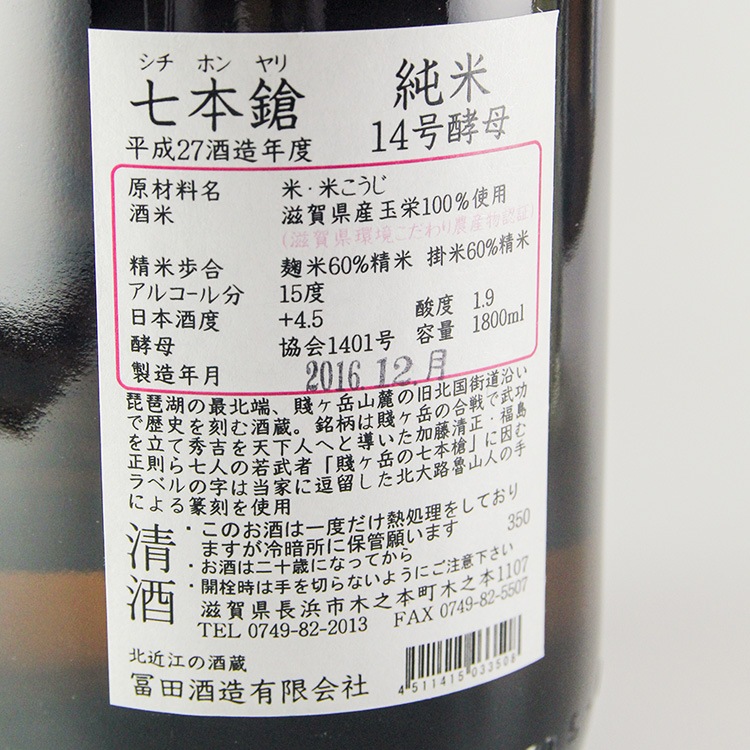 シチ ホン ヤリ
七本鎗 純米
平成27酒造年度 14号酵母
原材料名 米・米こうじ
酒米 滋賀県産玉栄100%使用
(滋賀県環境こだわり農産物認証)
精米歩合 麹米60%精米 掛米60%精米
アルコール分 15度 酸度 1.9
日本酒度 +4.5 容量 1800ml
酵母 協会1401号
製造年月 2016.12.月
琵琶湖の最北端、賤ヶ岳山麓の旧北国街道沿い
で歴史を刻む酒蔵。銘柄は賤ヶ岳の合戦で武功
を立て秀吉を天下人へと導いた加藤清正・福島
正則ら七人の若武者「賤ヶ岳の七本槍」に因む
ラベルの字は当家に逗留した北大路魯山人の手
による篆刻を使用
清酒
・このお酒は一度だけ熱処理をしており
ますが冷暗所に保管願います 350
・お酒は二十歳になってから
・開栓時は手を切らないようにご注意下さい
滋賀県長浜市木之本町木之本1107
TEL 0749-82-2013 FAX 0749-82-5507
北近江の酒蔵
冨田酒造有限会社
4 511415 033508